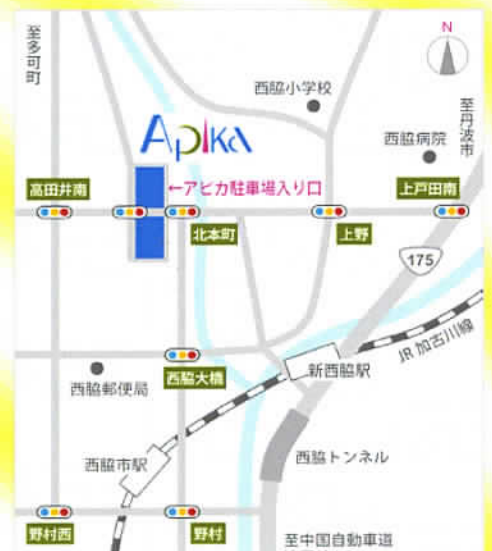 至多可町
N
西脇小学校
至丹波市
Apika
西脇病院
←アピカ駐車場入り口
高田井南
上戸田南
北本町
上野
175
JR 加古川線
新西脇駅
西脇大橋
西脇郵便局
西脇市駅
西脇トンネル
野村西
野村
至中国自動車道